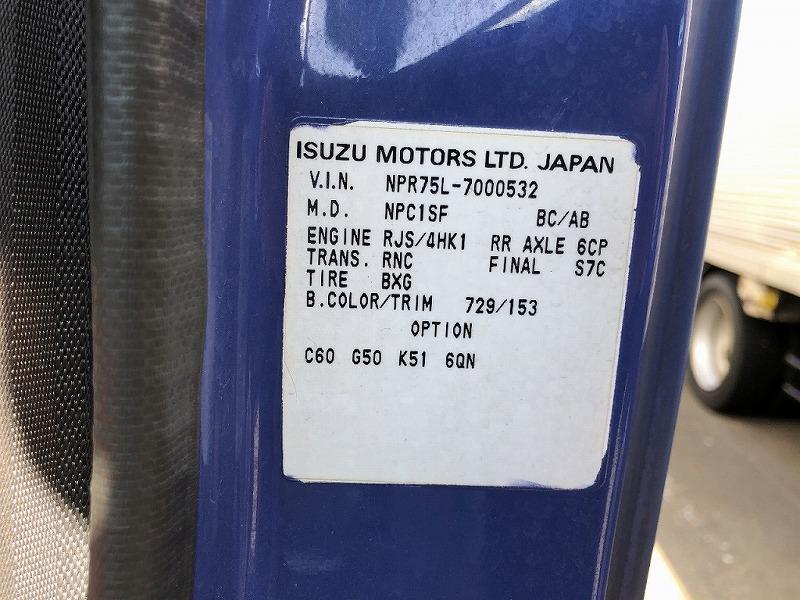 ISUZU MOTORS LTD. JAPAN
V.I.N. NPR75L-7000532
M.D. NPC1SF BC/AB
ENGINE RJS/4HK1 RR AXLE 6CP
TRANS. RNC FINAL S7C
TIRE BXG
B.COLOR/TRIM 729/153
OPTION
C60 G50 K51 6QN